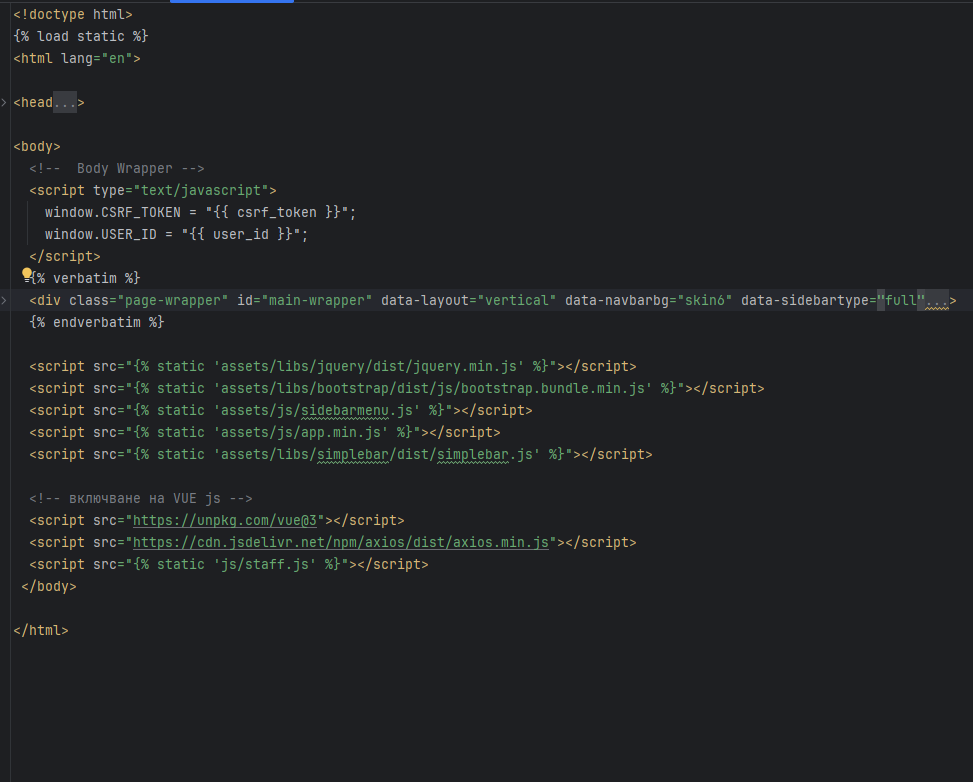 <!doctype html>
{% load static %}
<html lang="en">
<head...>
<body>
<!--  Body Wrapper -->
<script type="text/javascript">
window.CSRF_TOKEN = "{{ csrf_token }}";
window.USER_ID = "{{ user_id }}";
</script>
{% verbatim %}
<div class="page-wrapper" id="main-wrapper" data-layout="vertical" data-navbarbg="skin6" data-sidebartype="full"...>
{% endverbatim %}
<script src="{% static 'assets/libs/jquery/dist/jquery.min.js' %}"></script>
<script src="{% static 'assets/libs/bootstrap/dist/js/bootstrap.bundle.min.js' %}"></script>
<script src="{% static 'assets/js/sidebarmenu.js' %}"></script>
<script src="{% static 'assets/js/app.min.js' %}"></script>
<script src="{% static 'assets/libs/simplebar/dist/simplebar.js' %}"></script>
<!-- включване на VUE js -->
<script src="https://unpkg.com/vue@3"></script>
<script src="https://cdn.jsdelivr.net/npm/axios/dist/axios.min.js"></script>
<script src="{% static 'js/staff.js' %}"></script>
</body>
</html>